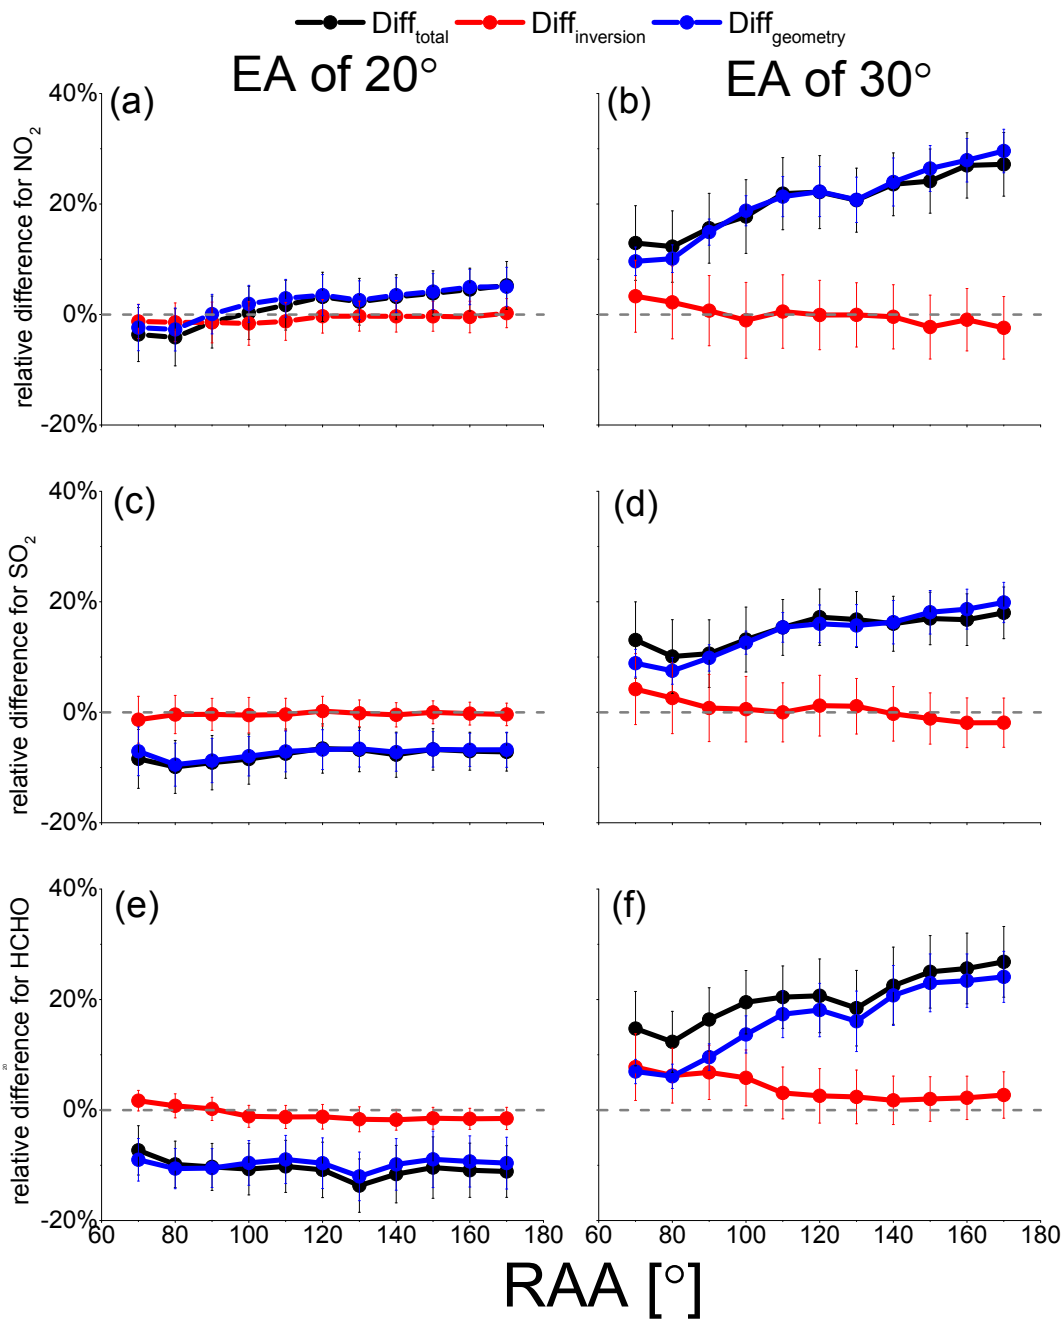 Diff_total Diff_inversion Diff_geometry
EA of 20° EA of 30°
(a)
(b)
40%
20%
0%
-20%
relative difference for NO2
(c)
(d)
40%
20%
0%
-20%
relative difference for SO2
(e)
(f)
40%
20%
0%
-20%
relative difference for HCHO
20
60 80 100 120 140 160 180
60 80 100 120 140 160 180
RAA [°]